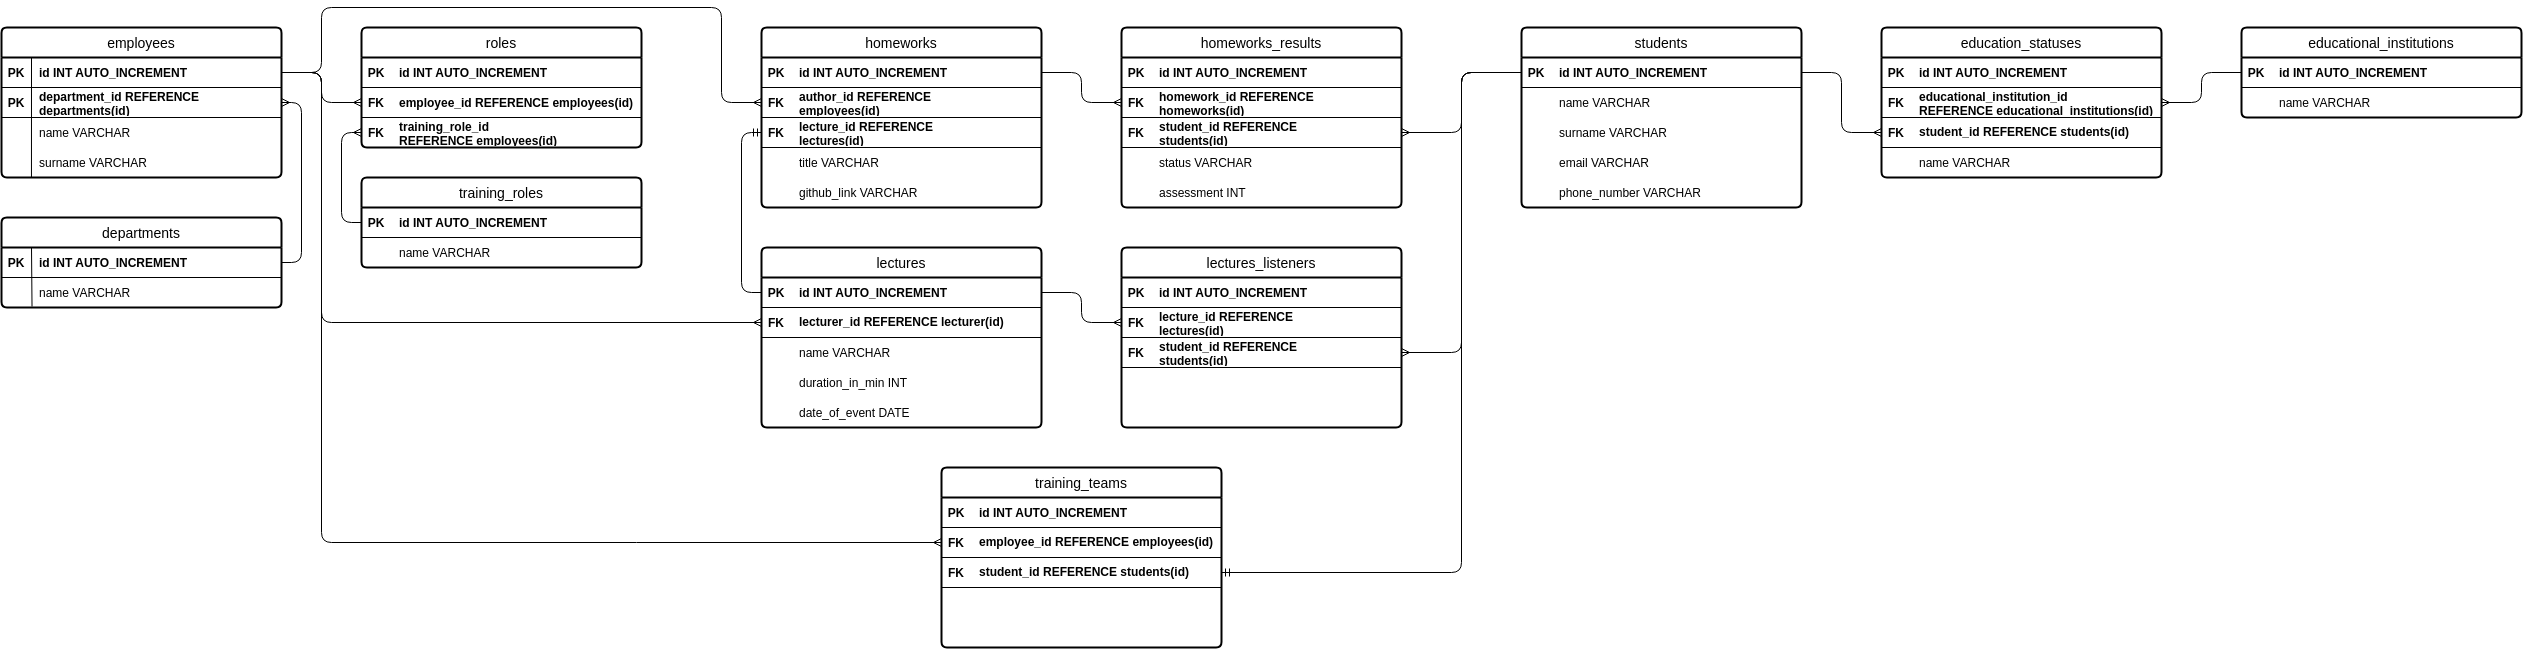 employees
PK id INT AUTO_INCREMENT
PK department_id REFERENCE
departments(id)
name VARCHAR
surname VARCHAR
departments
PK id INT AUTO_INCREMENT
name VARCHAR
roles
PK id INT AUTO_INCREMENT
FK employee_id REFERENCE employees(id)
FK training_role_id
REFERENCE employees(id)
training_roles
PK id INT AUTO_INCREMENT
name VARCHAR
homeworks
PK id INT AUTO_INCREMENT
FK author_id REFERENCE
employees(id)
FK lecture_id REFERENCE
lectures(id)
title VARCHAR
github_link VARCHAR
lectures
PK id INT AUTO_INCREMENT
FK lecturer_id REFERENCE lecturer(id)
name VARCHAR
duration_in_min INT
date_of_event DATE
homeworks_results
PK id INT AUTO_INCREMENT
FK homework_id REFERENCE
homeworks(id)
FK student_id REFERENCE
students(id)
status VARCHAR
assessment INT
lectures_listeners
PK id INT AUTO_INCREMENT
FK lecture_id REFERENCE
lectures(id)
FK student_id REFERENCE
students(id)
training_teams
PK id INT AUTO_INCREMENT
FK employee_id REFERENCE employees(id)
FK student_id REFERENCE students(id)
students
PK id INT AUTO_INCREMENT
name VARCHAR
surname VARCHAR
email VARCHAR
phone_number VARCHAR
education_statuses
PK id INT AUTO_INCREMENT
FK educational_institution_id
REFERENCE educational_institutions(id)
FK student_id REFERENCE students(id)
name VARCHAR
educational_institutions
PK id INT AUTO_INCREMENT
name VARCHAR